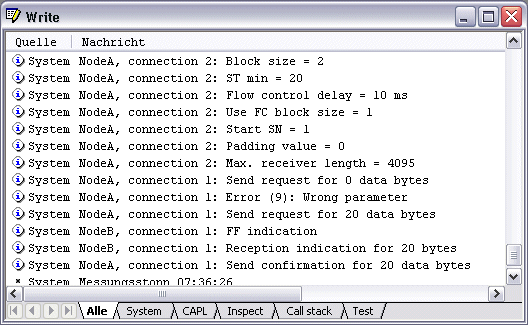 Write
Quelle Nachricht
System NodeA, connection 2: Block size = 2
System NodeA, connection 2: ST min = 20
System NodeA, connection 2: Flow control delay = 10 ms
System NodeA, connection 2: Use FC block size = 1
System NodeA, connection 2: Start SN = 1
System NodeA, connection 2: Padding value = 0
System NodeA, connection 2: Max. receiver length = 4095
System NodeA, connection 1: Send request for 0 data bytes
System NodeA, connection 1: Error (9): Wrong parameter
System NodeA, connection 1: Send request for 20 data bytes
System NodeB, connection 1: FF indication
System NodeB, connection 1: Reception indication for 20 bytes
System NodeA, connection 1: Send confirmation for 20 data bytes
System Messungsstopp 07:36:26
Alle System CAPL Inspect Call stack Test